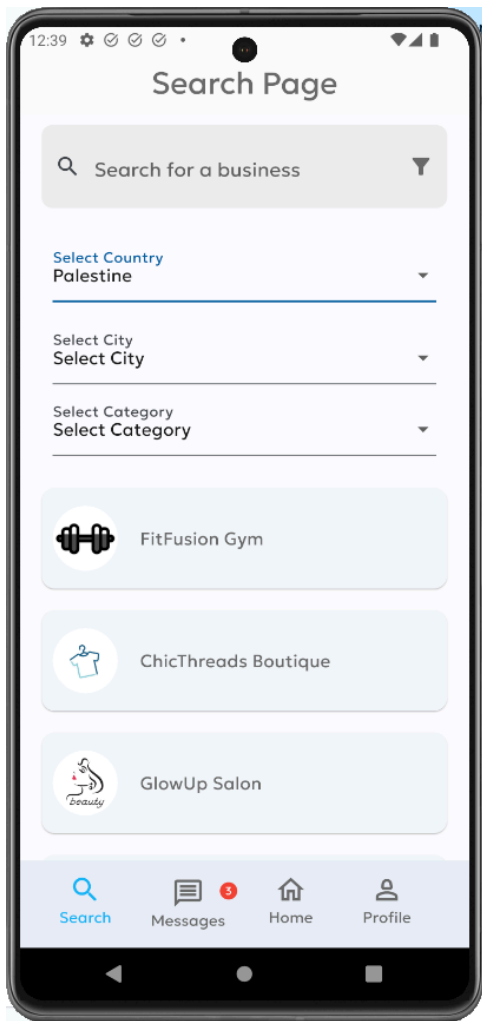 12:39
Search Page
Search for a business
Select Country
Palestine
Select City
Select City
Select Category
Select Category
FitFusion Gym
ChicThreads Boutique
beauty
GlowUp Salon
3
Search
Messages
Home
Profile